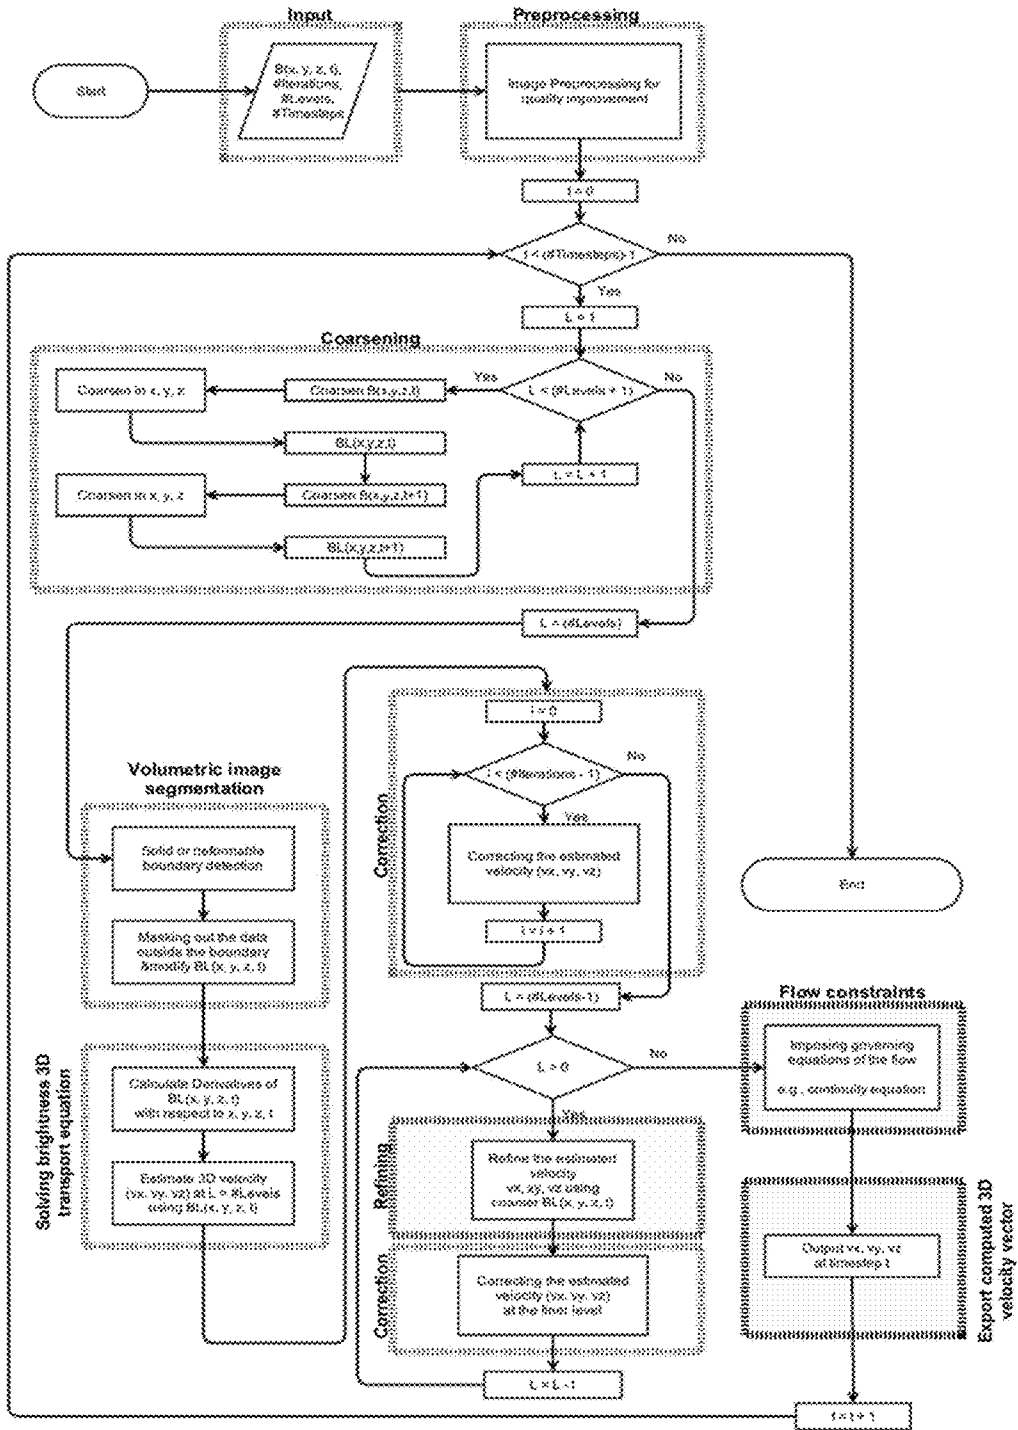 Input
Preprocessing
Start
B(x, y, z, t),
#Iterations,
#Levels,
#Timesteps
Image Preprocessing for
quality improvement
t = 0
t < (#Timesteps)-1
No
Yes
L = 1
Coarsening
Coarsen in x, y, z
Coarsen B(x,y,z,t)
Yes
L < (#Levels + 1)
No
BL(x,y,z,t)
Coarsen in x, y, z
Coarsen B(x,y,z,t+1)
L = L + 1
BL(x,y,z,t+1)
L = (#Levels)
i = 0
Volumetric image
segmentation
i < (#Iterations - 1)
No
Yes
Correction
Solid or deformable
boundary detection
Correcting the estimated
velocity (vx, vy, vz)
End
i = i + 1
Masking out the data
outside the boundary
&modify BL(x, y, z, t)
L = (#Levels-1)
Flow constraints
Imposing governing
equations of the flow
e.g., continuity equation
L > 0
No
Yes
Solving brightness 3D
transport equation
Calculate Derivatives of
BL(x, y, z, t)
with respect to x, y, z, t
Estimate 3D velocity
(vx, vy, vz) at L = #Levels
using BL(x, y, z, t)
Refining
Refine the estimated
velocity
vx, xy, vz using
courser BL(x, y, z, t)
Output vx, vy, vz
at timestep t
Export computed 3D
velocity vector
Correction
Correcting the estimated
velocity (vx, vy, vz)
at the finer level
L = L -1
t = t + 1